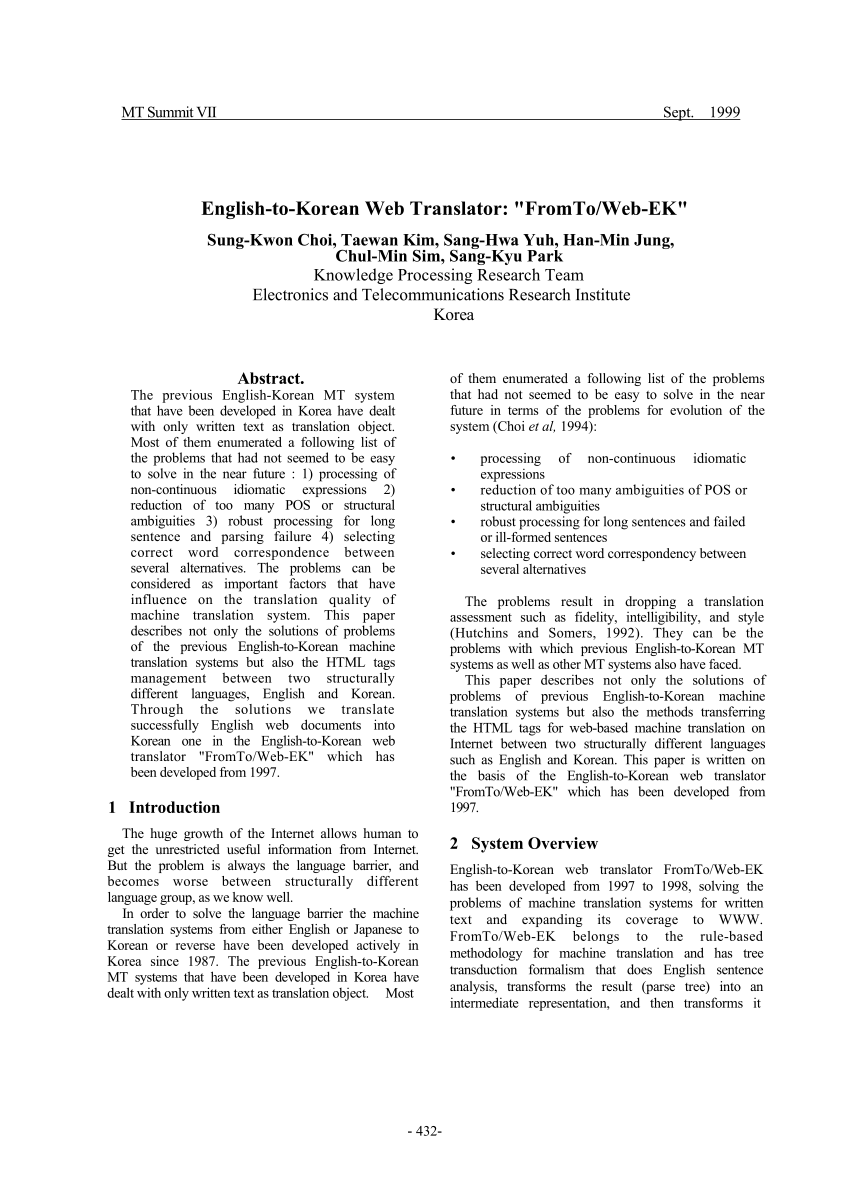 MT Summit VII Sept. 1999
English-to-Korean Web Translator: "FromTo/Web-EK"
Sung-Kwon Choi, Taewan Kim, Sang-Hwa Yuh, Han-Min Jung,
Chul-Min Sim, Sang-Kyu Park
Knowledge Processing Research Team
Electronics and Telecommunications Research Institute
Korea
Abstract.
The previous English-Korean MT system
that have been developed in Korea have dealt
with only written text as translation object.
Most of them enumerated a following list of
the problems that had not seemed to be easy
to solve in the near future : 1) processing of
non-continuous idiomatic expressions 2)
reduction of too many POS or structural
ambiguities 3) robust processing for long
sentence and parsing failure 4) selecting
correct word correspondence between
several alternatives. The problems can be
considered as important factors that have
influence on the translation quality of
machine translation system. This paper
describes not only the solutions of problems
of the previous English-to-Korean machine
translation systems but also the HTML tags
management between two structurally
different languages, English and Korean.
Through the solutions we translate
successfully English web documents into
Korean one in the English-to-Korean web
translator "FromTo/Web-EK" which has
been developed from 1997.
1 Introduction
The huge growth of the Internet allows human to
get the unrestricted useful information from Internet.
But the problem is always the language barrier, and
becomes worse between structurally different
language group, as we know well.
In order to solve the language barrier the machine
translation systems from either English or Japanese to
Korean or reverse have been developed actively in
Korea since 1987. The previous English-to-Korean
MT systems that have been developed in Korea have
dealt with only written text as translation object. Most
of them enumerated a following list of the problems
that had not seemed to be easy to solve in the near
future in terms of the problems for evolution of the
system (Choi et al, 1994):
• processing of non-continuous idiomatic
expressions
• reduction of too many ambiguities of POS or
structural ambiguities
• robust processing for long sentences and failed
or ill-formed sentences
• selecting correct word correspondency between
several alternatives
The problems result in dropping a translation
assessment such as fidelity, intelligibility, and style
(Hutchins and Somers, 1992). They can be the
problems with which previous English-to-Korean MT
systems as well as other MT systems also have faced.
This paper describes not only the solutions of
problems of previous English-to-Korean machine
translation systems but also the methods transferring
the HTML tags for web-based machine translation on
Internet between two structurally different languages
such as English and Korean. This paper is written on
the basis of the English-to-Korean web translator
"FromTo/Web-EK" which has been developed from
1997.
2 System Overview
English-to-Korean web translator FromTo/Web-EK
has been developed from 1997 to 1998, solving the
problems of machine translation systems for written
text and expanding its coverage to WWW.
FromTo/Web-EK belongs to the rule-based
methodology for machine translation and has tree
transduction formalism that does English sentence
analysis, transforms the result (parse tree) into an
intermediate representation, and then transforms it
- 432-